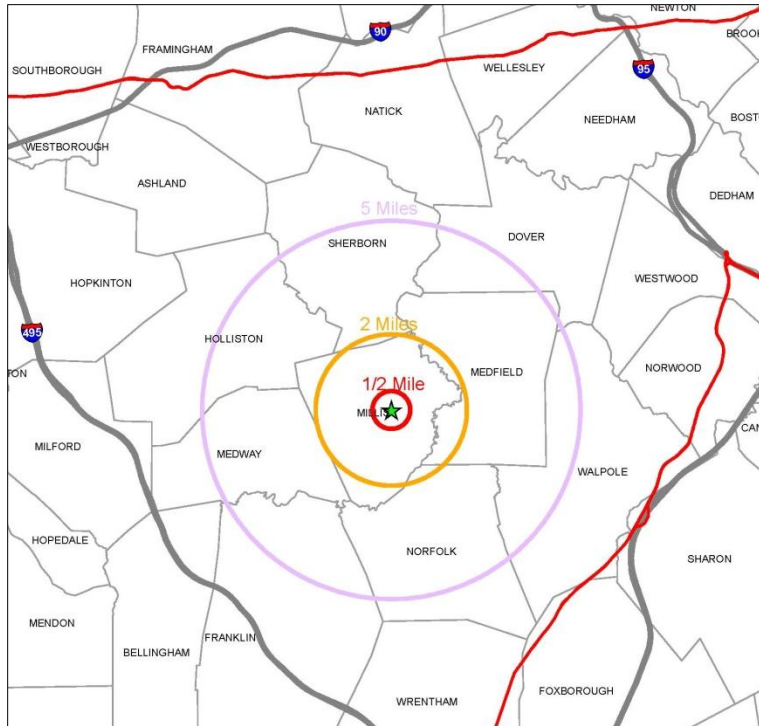 NEWTON
90
FRAMINGHAM
BROOK
SOUTHBOROUGH
WELLESLEY
95
NATICK
NEEDHAM
BOST
WESTBOROUGH
ASHLAND
DEDHAM
5 Miles
SHERBORN
DOVER
HOPKINTON
WESTWOOD
2 Miles
495
HOLLISTON
NORWOOD
TON
MEDFIELD
1/2 Mile
MILLIS
CAN
MILFORD
MEDWAY
WALPOLE
HOPEDALE
NORFOLK
SHARON
MENDON
FRANKLIN
BELLINGHAM
FOXBOROUGH
WRENTHAM